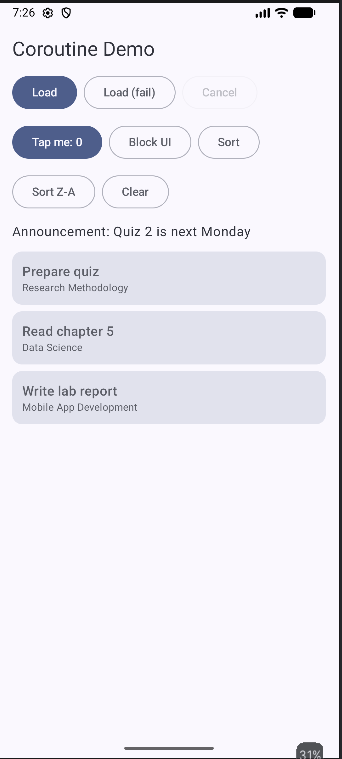 7:26
Coroutine Demo
Load Load (fail) Cancel
Tap me: 0 Block UI Sort
Sort Z-A Clear
Announcement: Quiz 2 is next Monday
Prepare quiz
Research Methodology
Read chapter 5
Data Science
Write lab report
Mobile App Development
31%